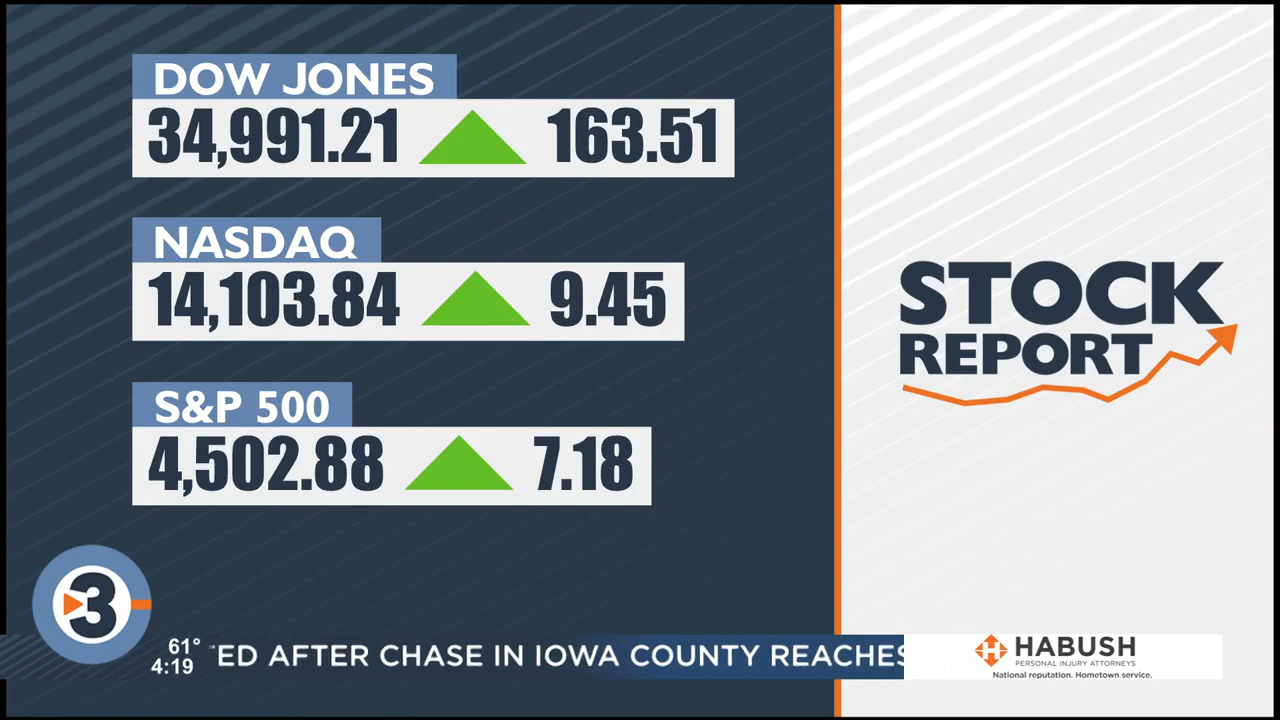 DOW JONES
34,991.21 163.51
NASDAQ
14,103.84 9.45
S&P 500
4,502.88 7.18
STOCK
REPORT
3
61°
4:19
ED AFTER CHASE IN IOWA COUNTY REACHES
H HABUSH
PERSONAL INJURY ATTORNEYS
National reputation. Hometown service.